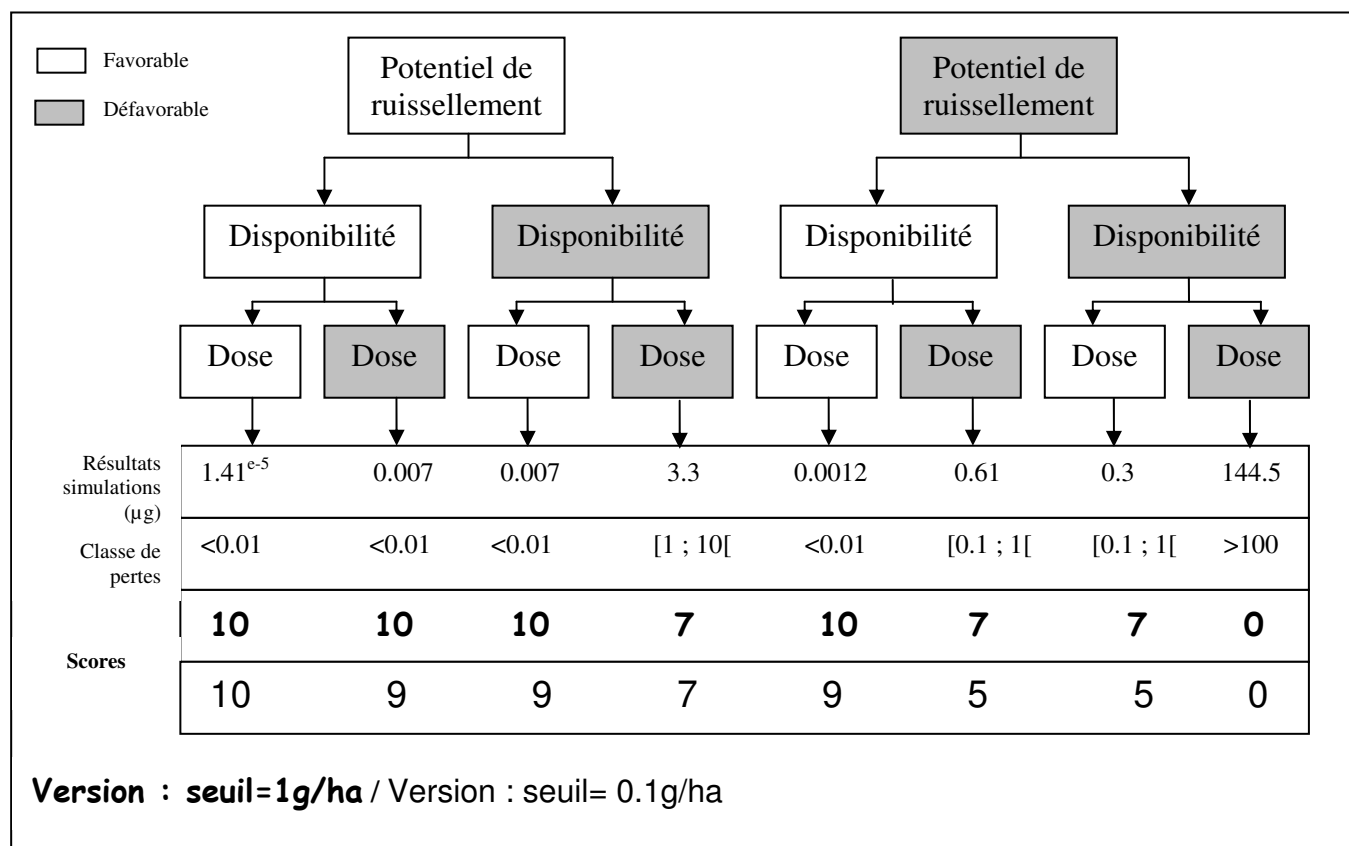 Favorable
Défavorable
Potentiel de
ruissellement
Potentiel de
ruissellement
Disponibilité
Disponibilité
Disponibilité
Disponibilité
Dose
Dose
Dose
Dose
Dose
Dose
Dose
Dose
Résultats
simulations
(µg)
1.41e-5
0.007
0.007
3.3
0.0012
0.61
0.3
144.5
Classe de
pertes
<0.01
<0.01
<0.01
[1 ; 10[
<0.01
[0.1 ; 1[
[0.1 ; 1[
>100
Scores
10
10
10
7
10
7
7
0
10
9
9
7
9
5
5
0
Version : seuil=1g/ha / Version : seuil= 0.1g/ha